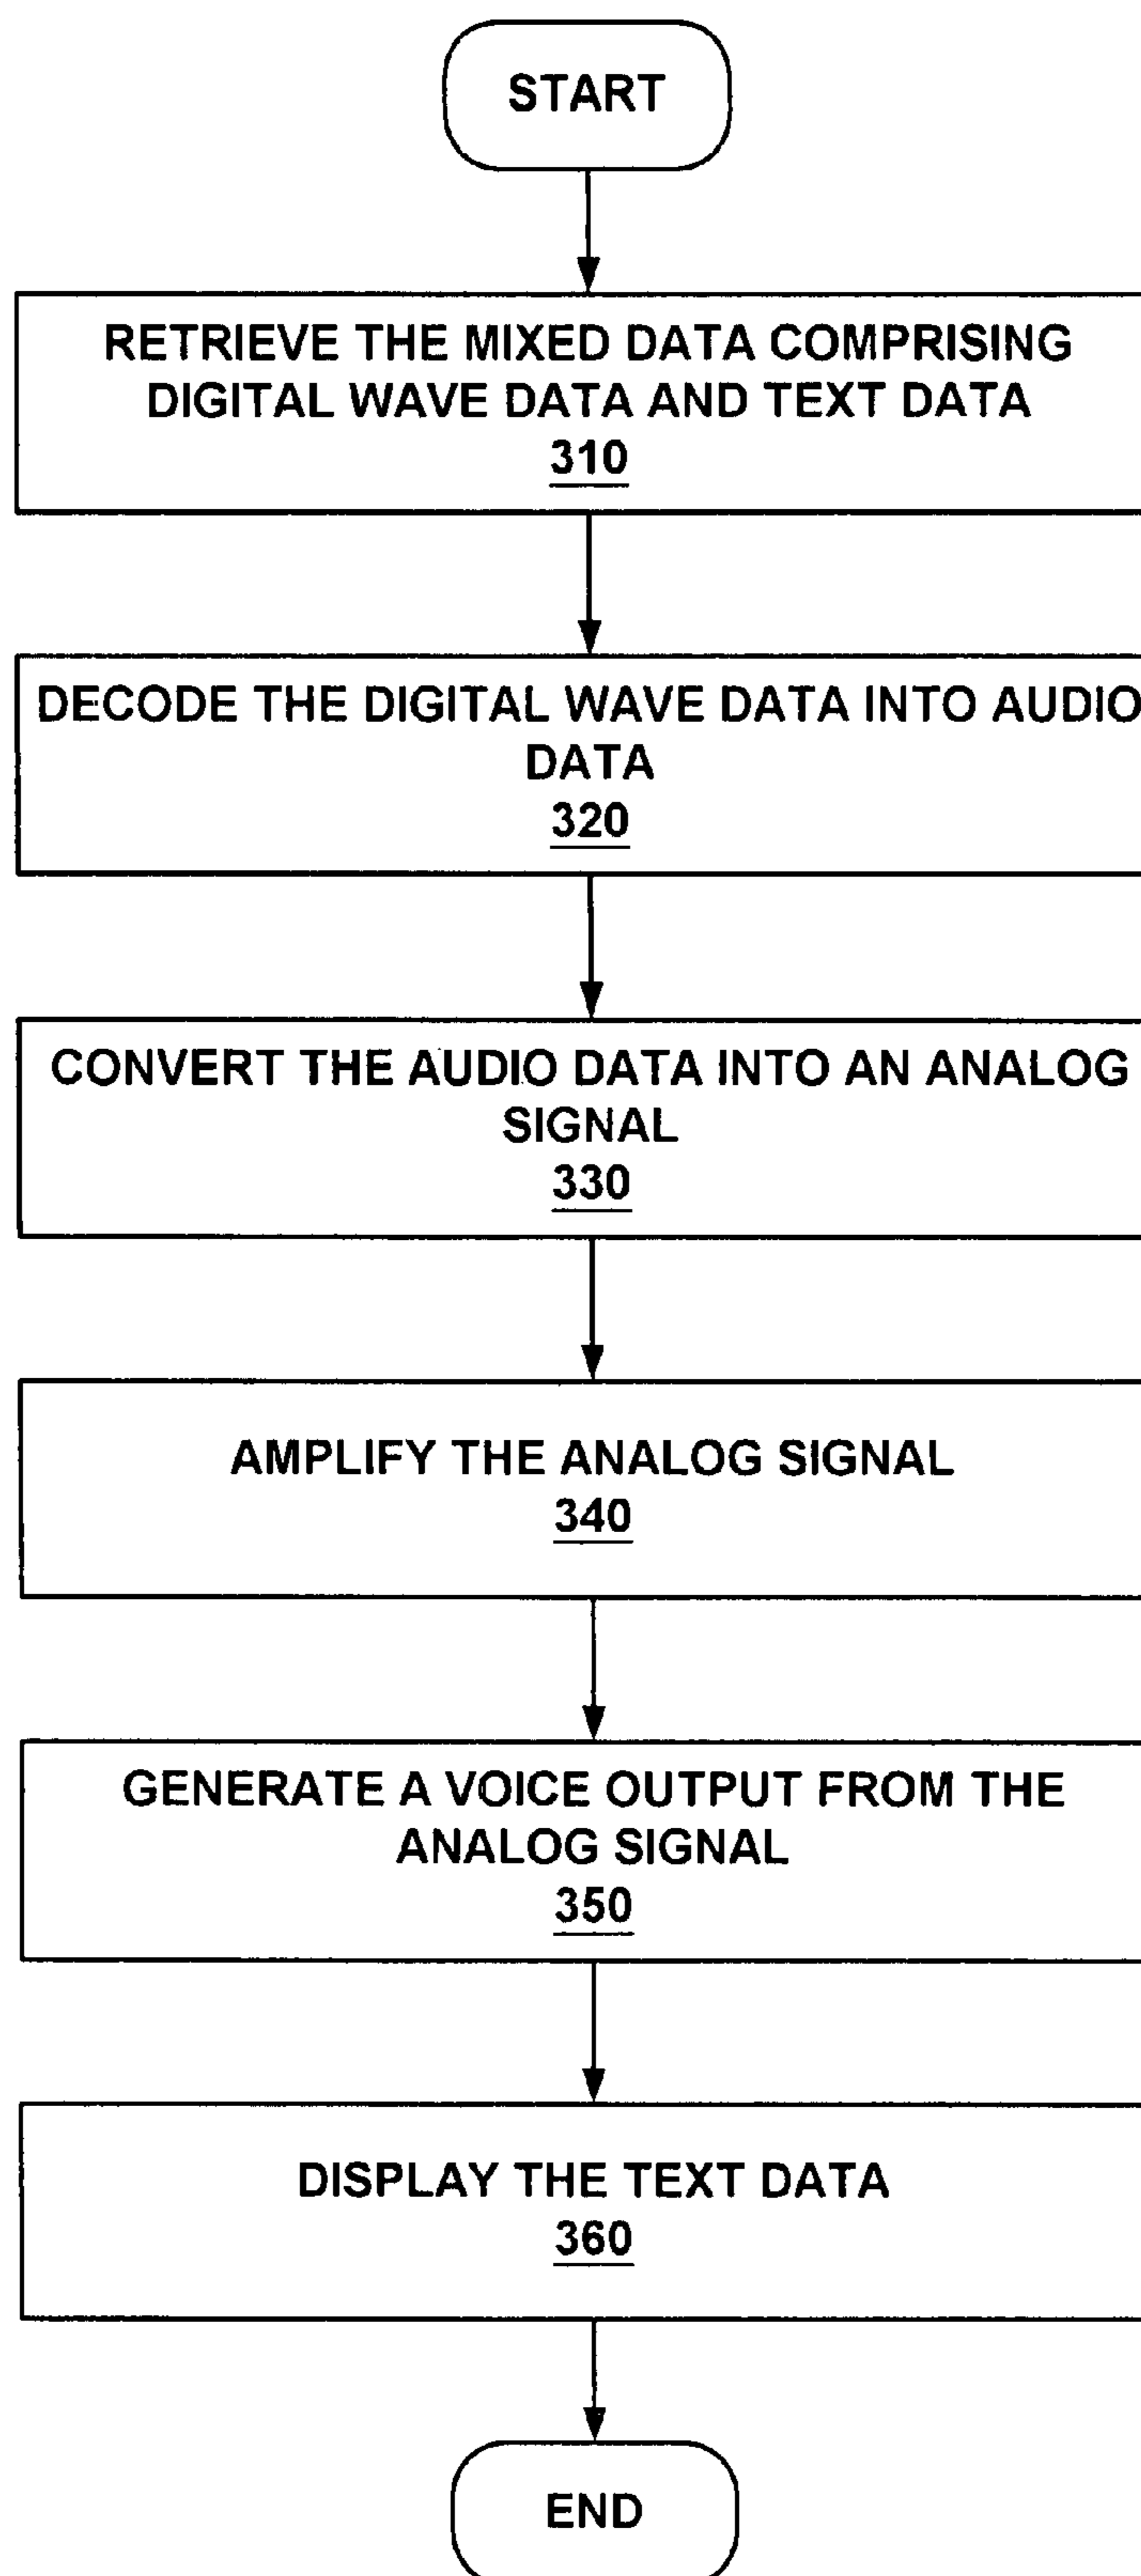 START
RETRIEVE THE MIXED DATA COMPRISING
DIGITAL WAVE DATA AND TEXT DATA
310
DECODE THE DIGITAL WAVE DATA INTO AUDIO
DATA
320
CONVERT THE AUDIO DATA INTO AN ANALOG
SIGNAL
330
AMPLIFY THE ANALOG SIGNAL
340
GENERATE A VOICE OUTPUT FROM THE
ANALOG SIGNAL
350
DISPLAY THE TEXT DATA
360
END